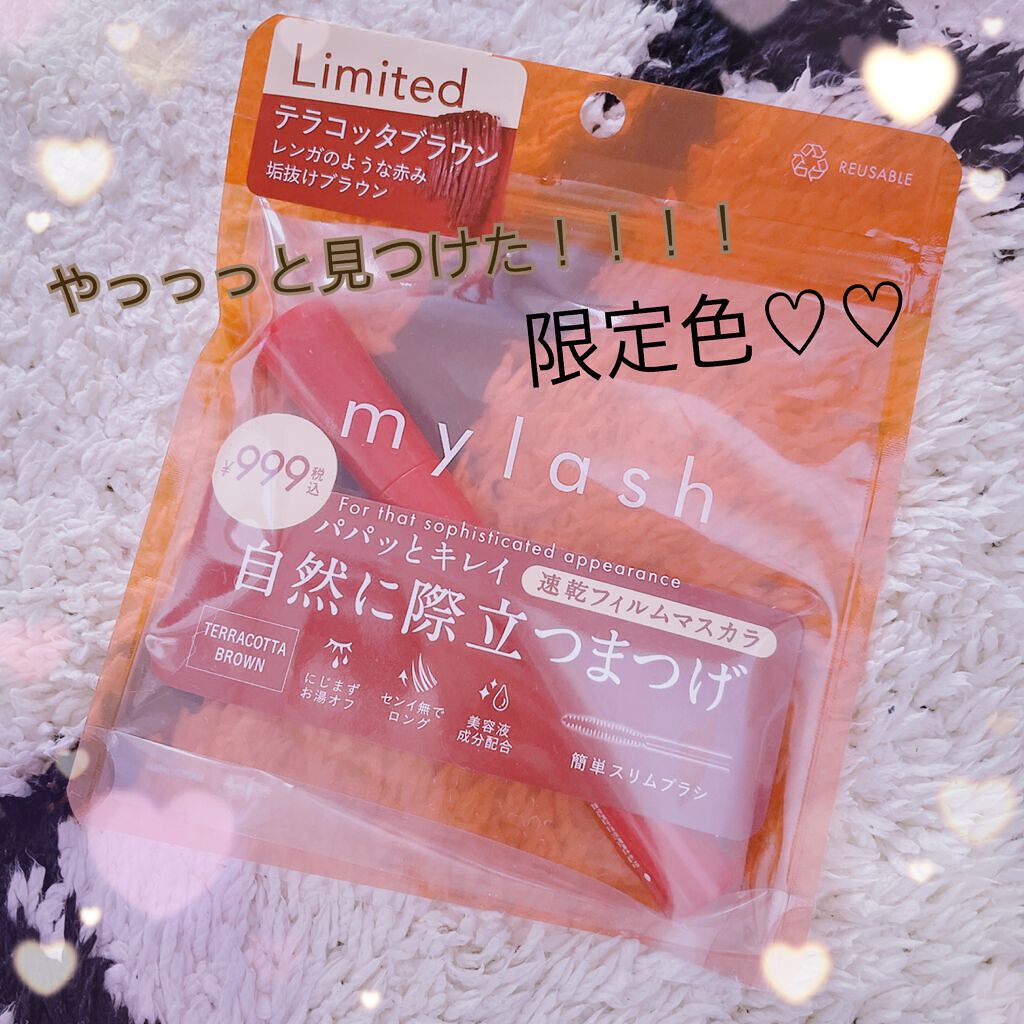 Limited
テラコッタブラウン
レンガのような赤み
垢抜けブラウン
REUSABLE
やっっっと見つけた！！！！
限定色♡♡
mylash
¥999税込
For that sophisticated appearance
パパッとキレイ 速乾フィルムマスカラ
自然に際立つまつげ
TERRACOTTA
BROWN
にじまず
お湯オフ
センイ無で
ロング
美容液
成分配合
簡単スリムブラシ